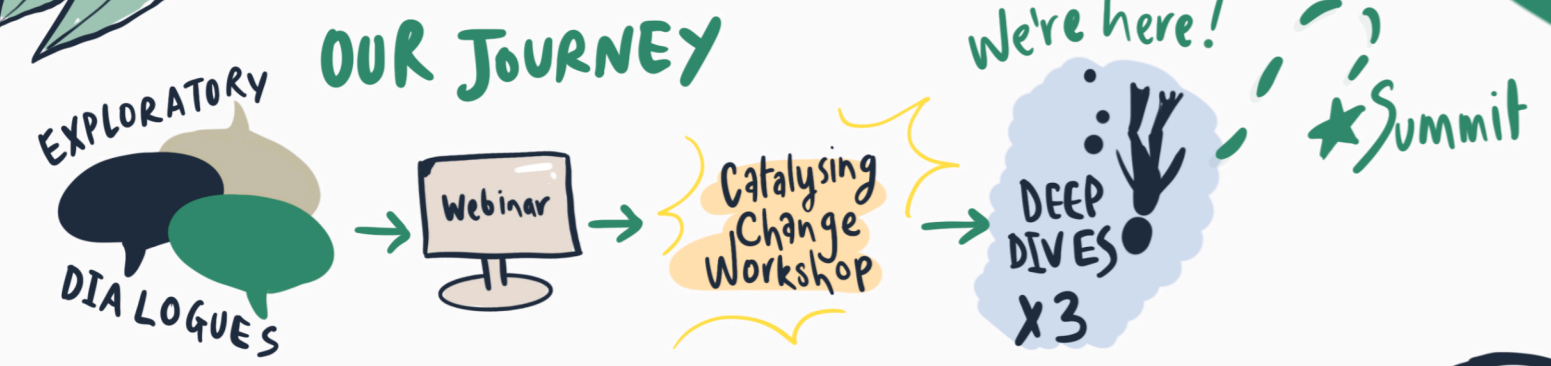 OUR JOURNEY
EXPLORATORY
DIALOGUES
Webinar
Catalysing
Change
Workshop
We're here!
DEEP
DIVES
x3
Summit